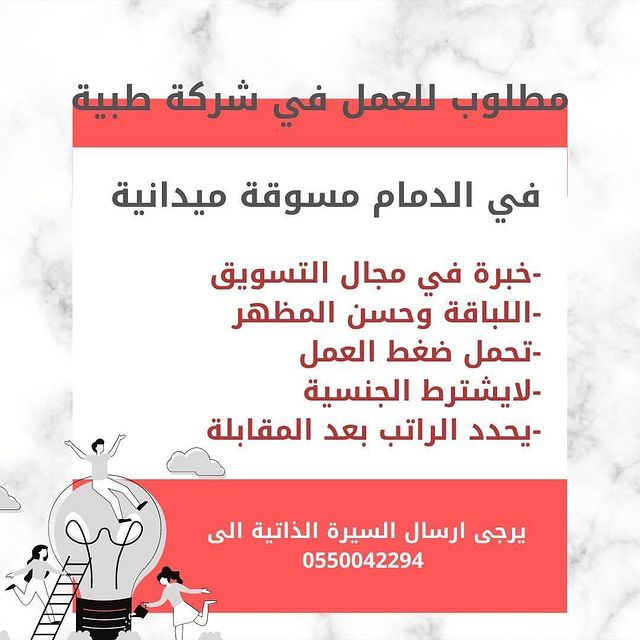 مطلوب للعمل في شركة طبية
في الدمام مسوقة ميدانية
-خبرة في مجال التسويق
-اللباقة وحسن المظهر
-تحمل ضغط العمل
-لايشترط الجنسية
-يحدد الراتب بعد المقابلة
يرجى ارسال السيرة الذاتية الى
0550042294